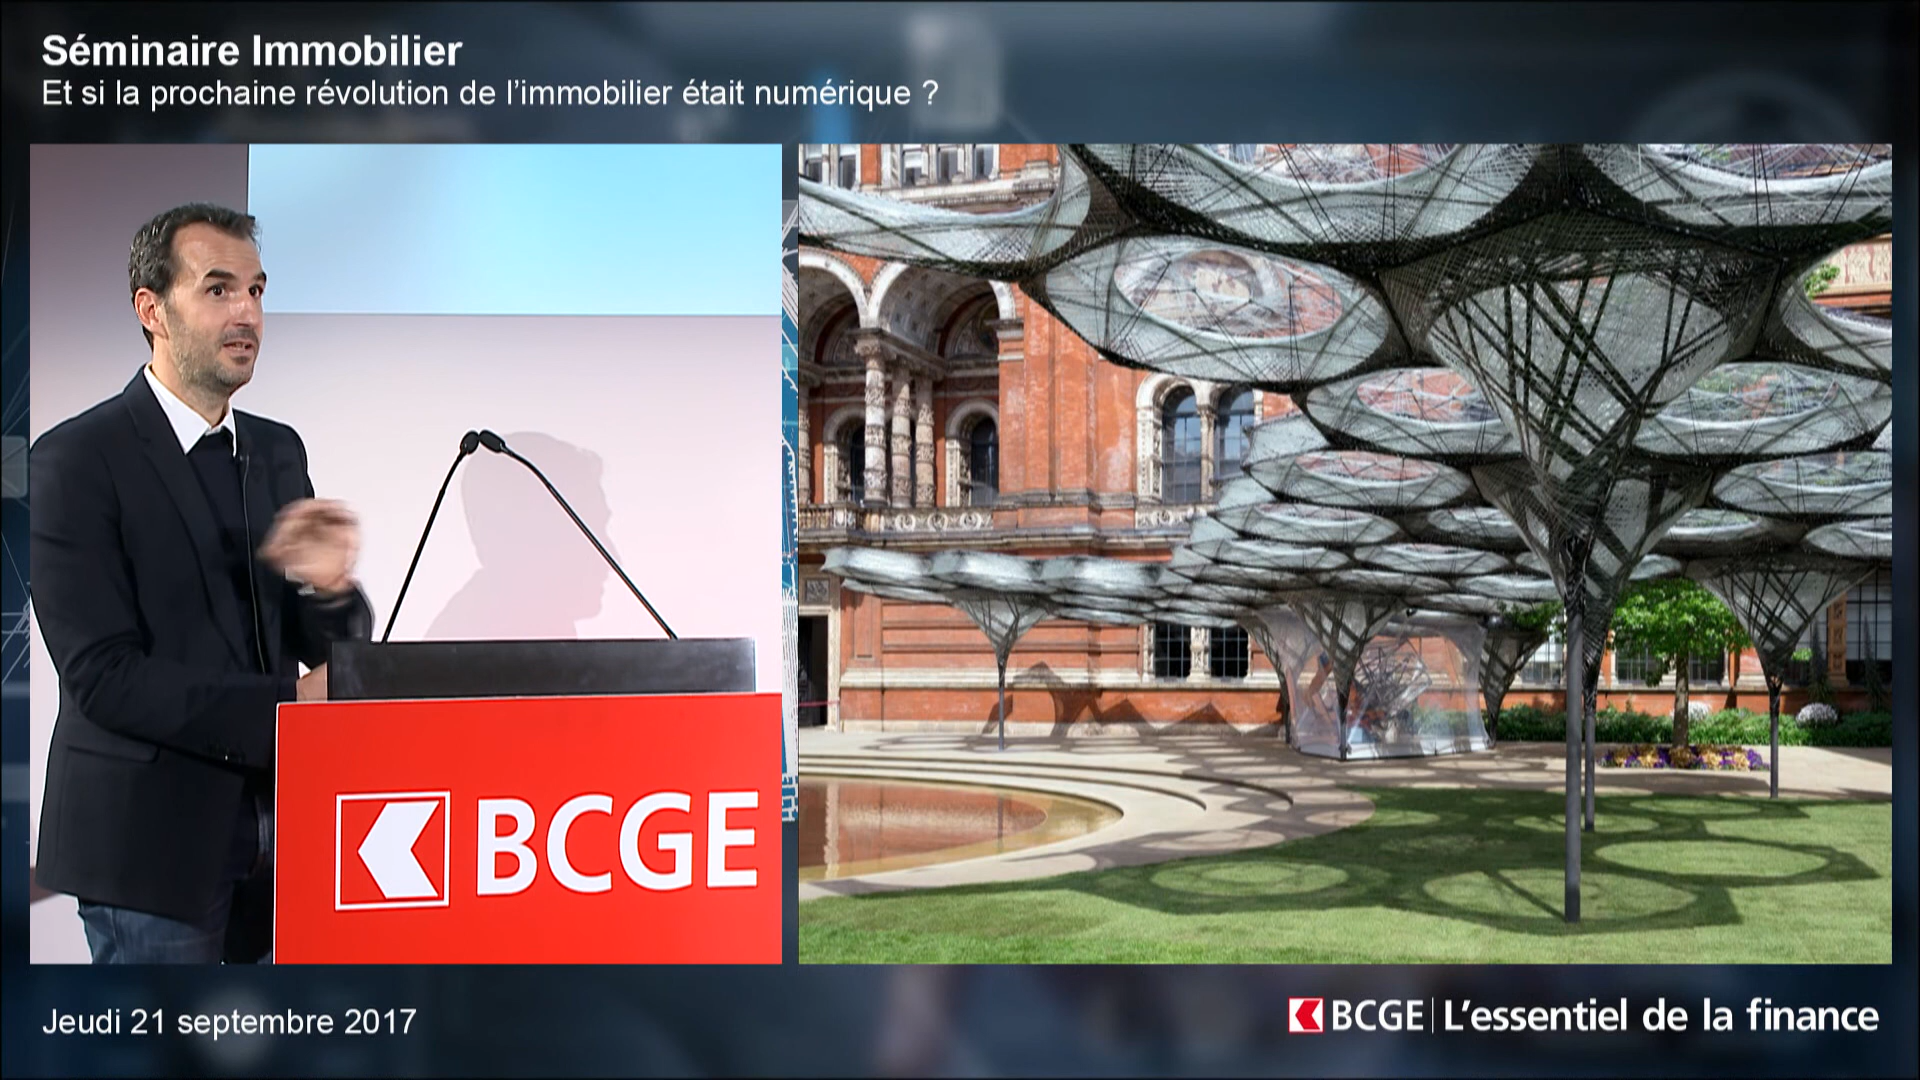 Séminaire Immobilier
Et si la prochaine révolution de l’immobilier était numérique ?
BCGE
Jeudi 21 septembre 2017
BCGE L’essentiel de la finance